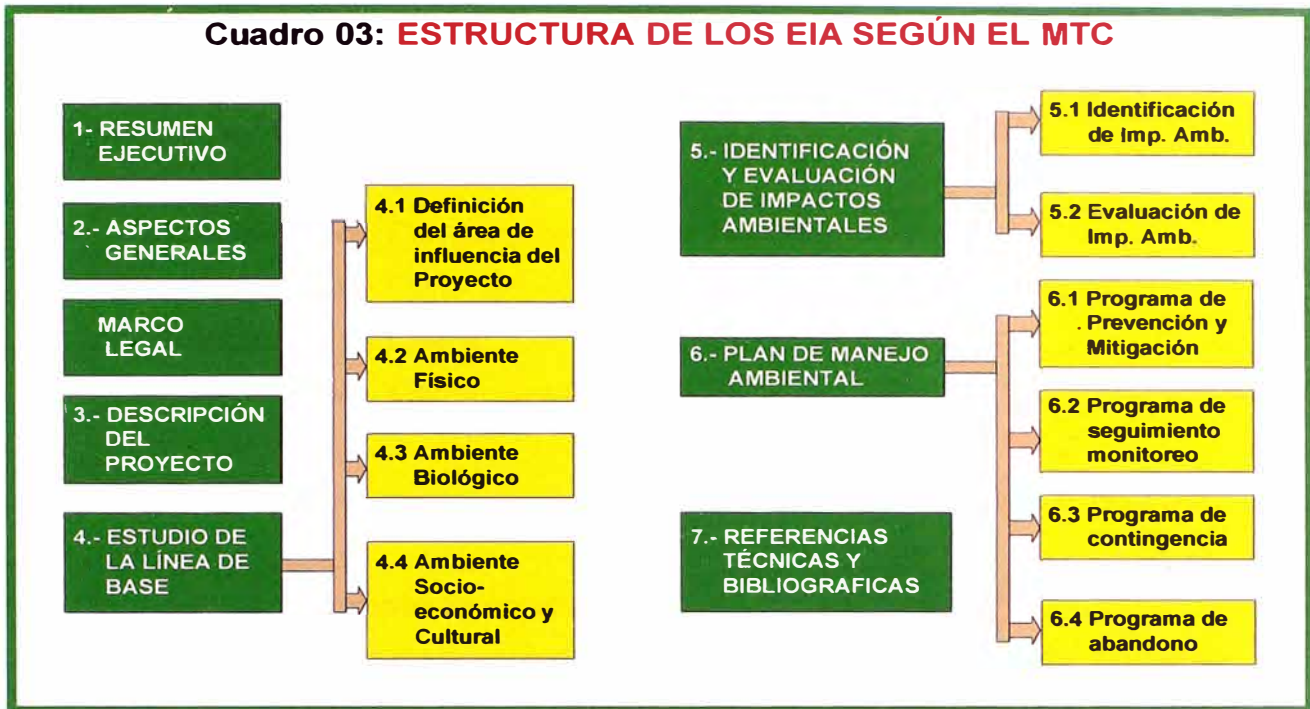 Cuadro 03: ESTRUCTURA DE LOS EIA SEGÚN EL MTC
1- RESUMEN
EJECUTIVO
2.- ASPECTOS
GENERALES
MARCO
LEGAL
3.- DESCRIPCIÓN
DEL
PROYECTO
4.- ESTUDIO DE
LA LÍNEA DE
BASE
4.1 Definición
del área de
influencia del
Proyecto
4.2 Ambiente
Físico
4.3 Ambiente
Biológico
4.4 Ambiente
Socio-
económico y
Cultural
5.- IDENTIFICACIÓN
Y EVALUACIÓN
DE IMPACTOS
AMBIENTALES
5.1 Identificación
de Imp. Amb.
5.2 Evaluación de
Imp. Amb.
6.- PLAN DE MANEJO
AMBIENTAL
6.1 Programa de
Prevención y
Mitigación
6.2 Programa de
seguimiento
monitoreo
6.3 Programa de
contingencia
6.4 Programa de
abandono
7.- REFERENCIAS
TÉCNICAS Y
BIBLIOGRAFICAS